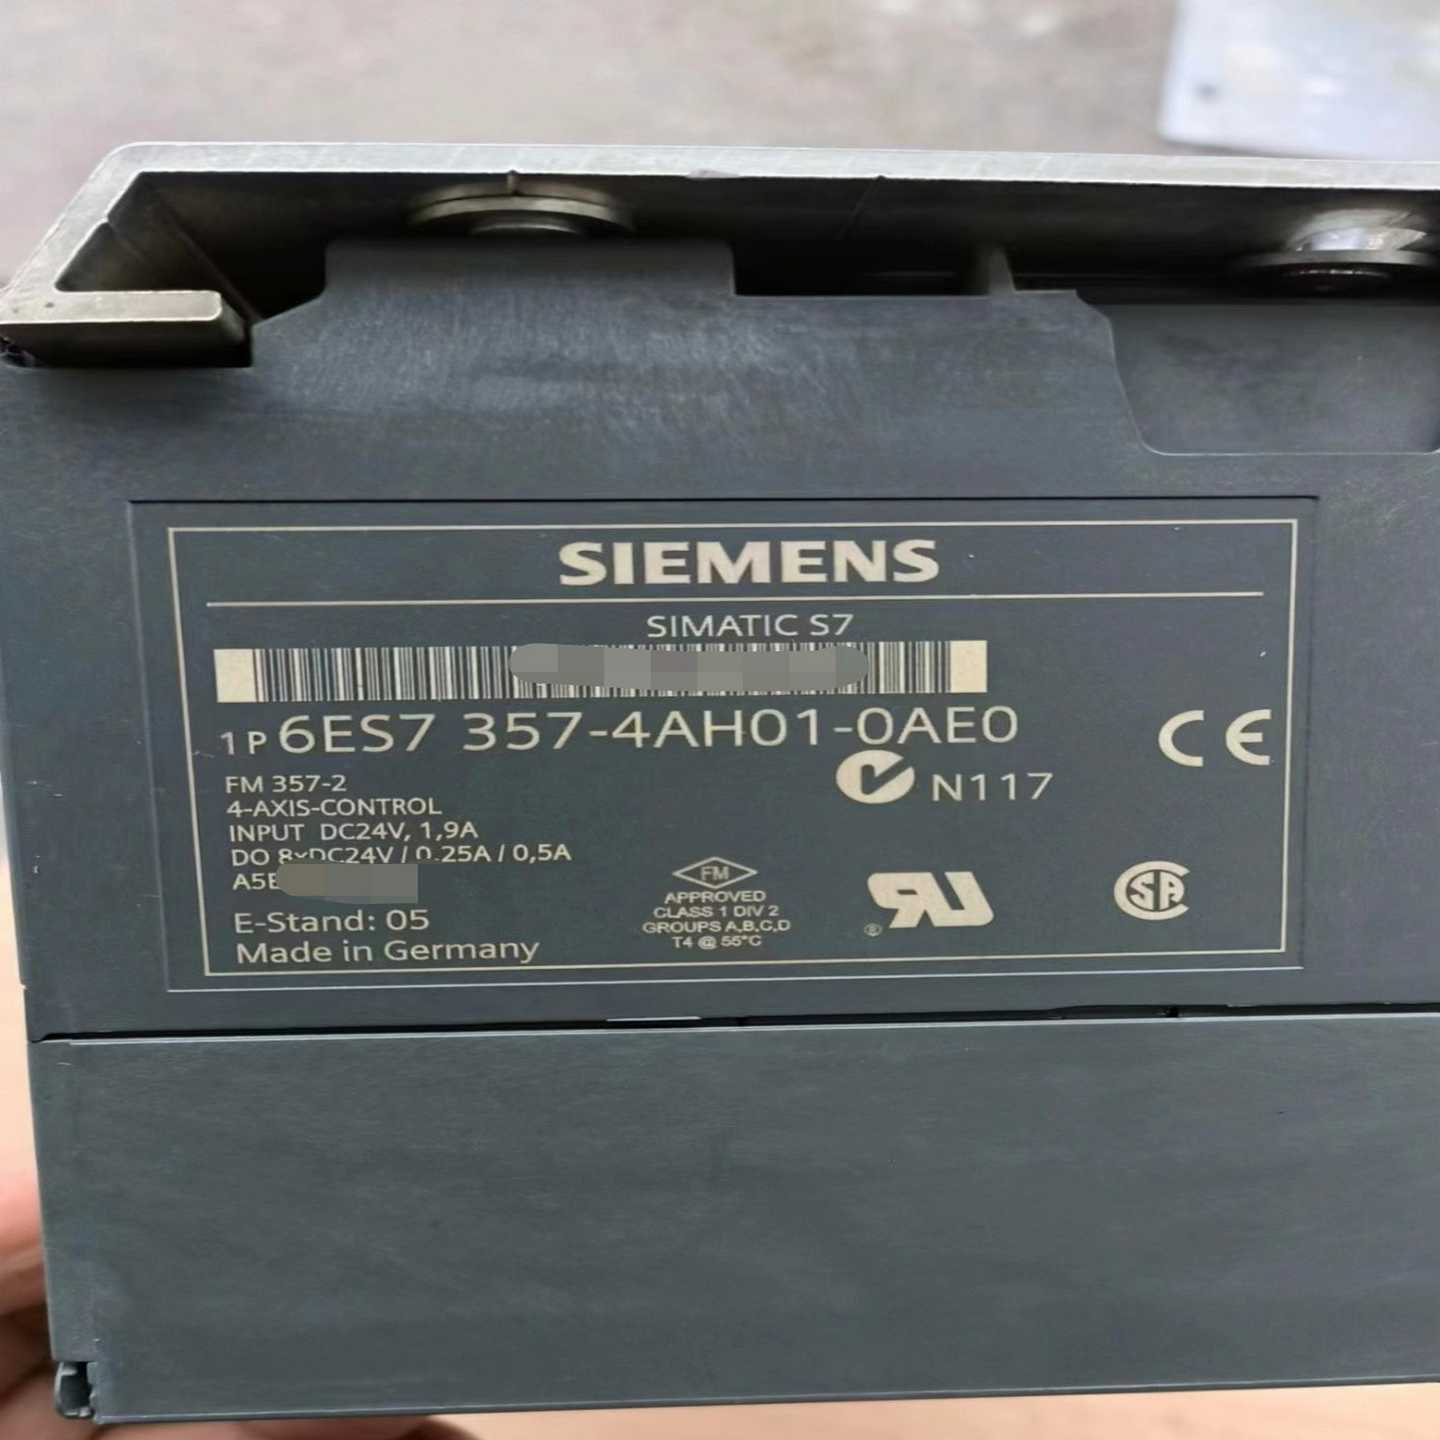 SIEMENS
SIMATIC S7
1P 6ES7 357-4AH01-0AE0
CE
N117
FM 357-2
4-AXIS-CONTROL
INPUT DC24V, 1,9A
DO 8xDC24V / 0.25A / 0,5A
E-Stand: 05
Made in Germany
FM
APPROVED
CLASS 1 DIV 2
GROUPS A,B,C,D
T4 @ 55°C
®
SA